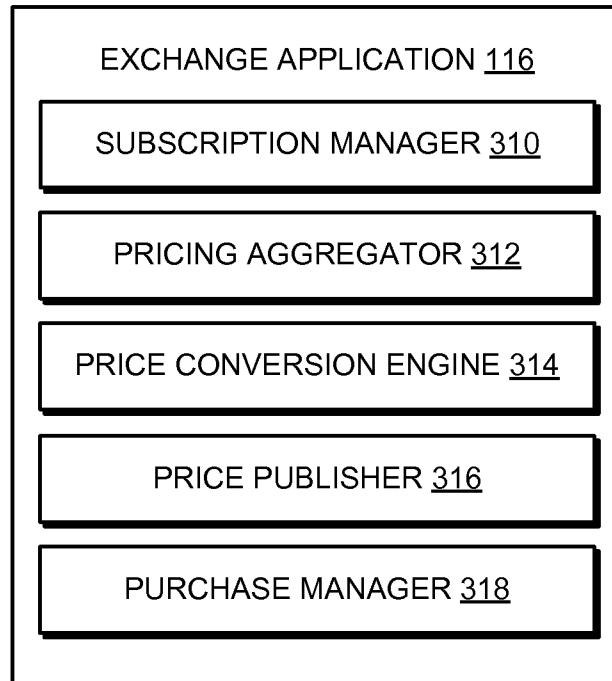 EXCHANGE APPLICATION 116
SUBSCRIPTION MANAGER 310
PRICING AGGREGATOR 312
PRICE CONVERSION ENGINE 314
PRICE PUBLISHER 316
PURCHASE MANAGER 318